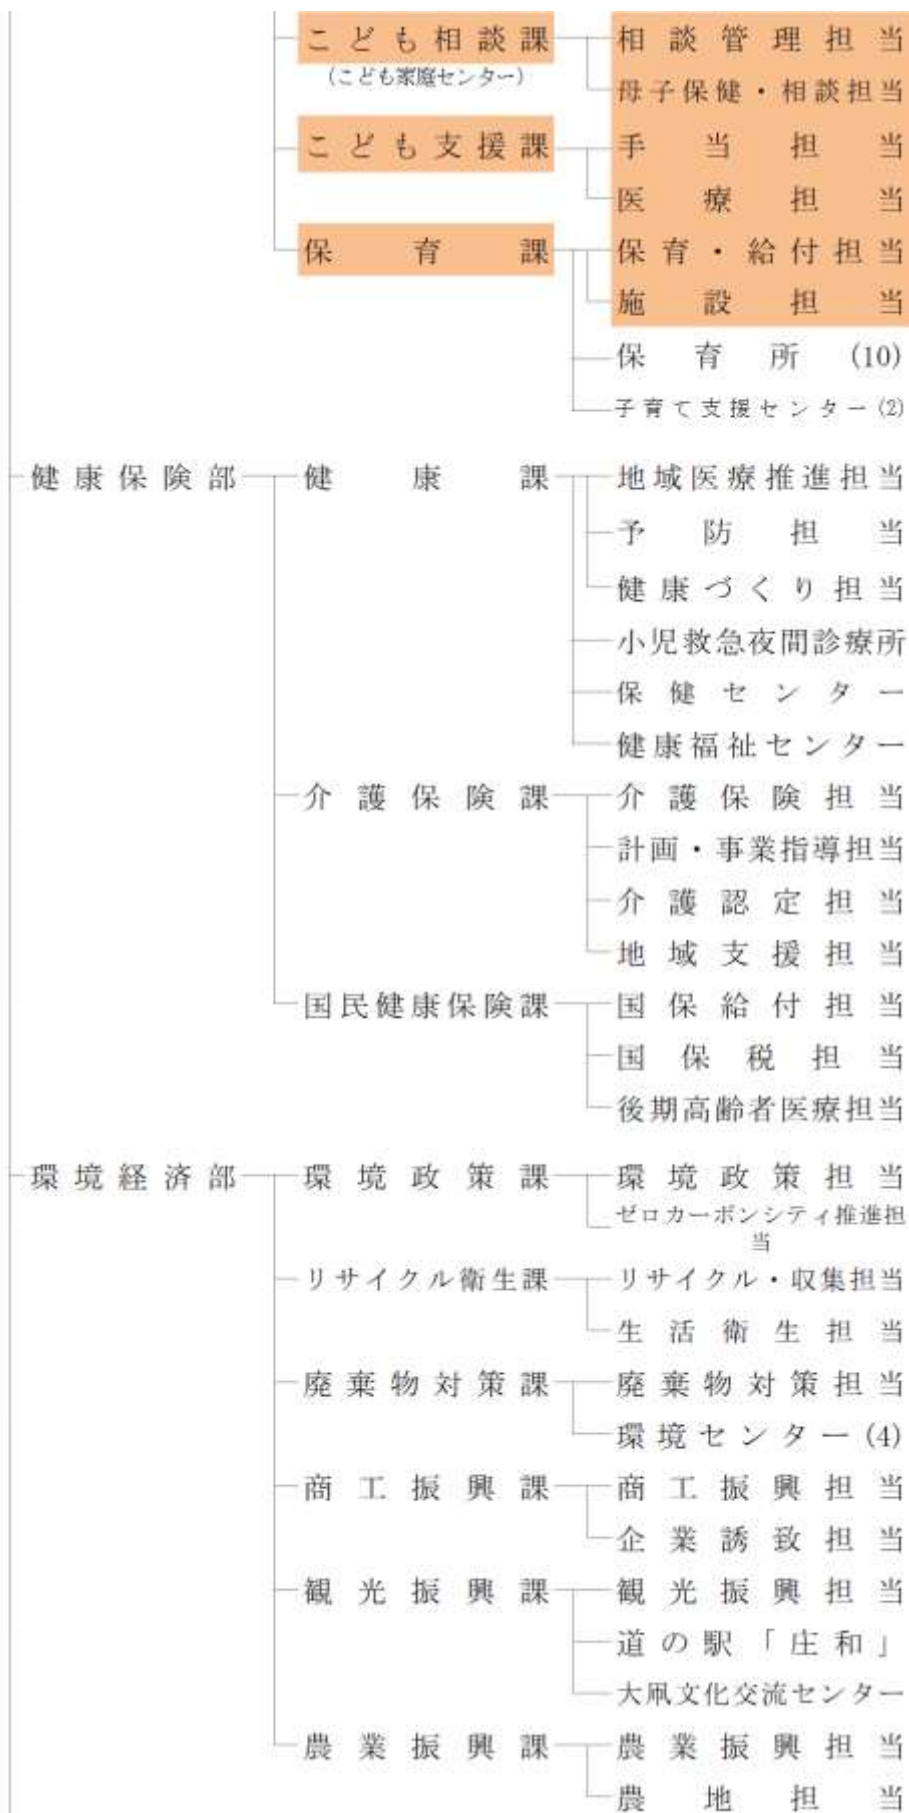 こども相談課 相談管理担当
(こども家庭センター)
母子保健・相談担当
こども支援課 手当担当
医療担当
保育課 保育・給付担当
施設担当
保育所(10)
子育て支援センター(2)
健康保険部 健康課 地域医療推進担当
予防担当
健康づくり担当
小児救急夜間診療所
保健センター
健康福祉センター
介護保険課 介護保険担当
計画・事業指導担当
介護認定担当
地域支援担当
国民健康保険課 国保給付担当
国保税担当
後期高齢者医療担当
環境経済部 環境政策課 環境政策担当
ゼロカーボンシティ推進担
当
リサイクル衛生課 リサイクル・収集担当
生活衛生担当
廃棄物対策課 廃棄物対策担当
環境センター(4)
商工振興課 商工振興担当
企業誘致担当
観光振興課 観光振興担当
道の駅「庄和」
大凧文化交流センター
農業振興課 農業振興担当
農地担当